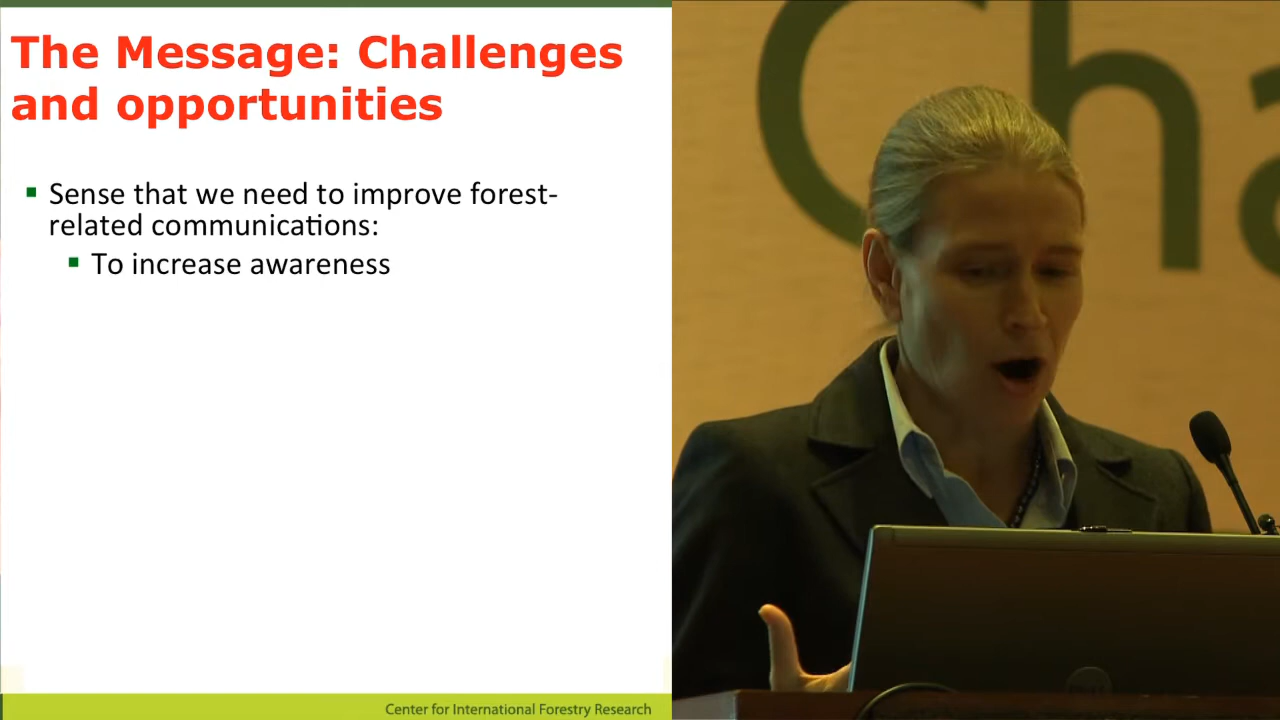 The Message: Challenges
and opportunities
Sense that we need to improve forest-
related communications:
To increase awareness
Center for International Forestry Research
Cha